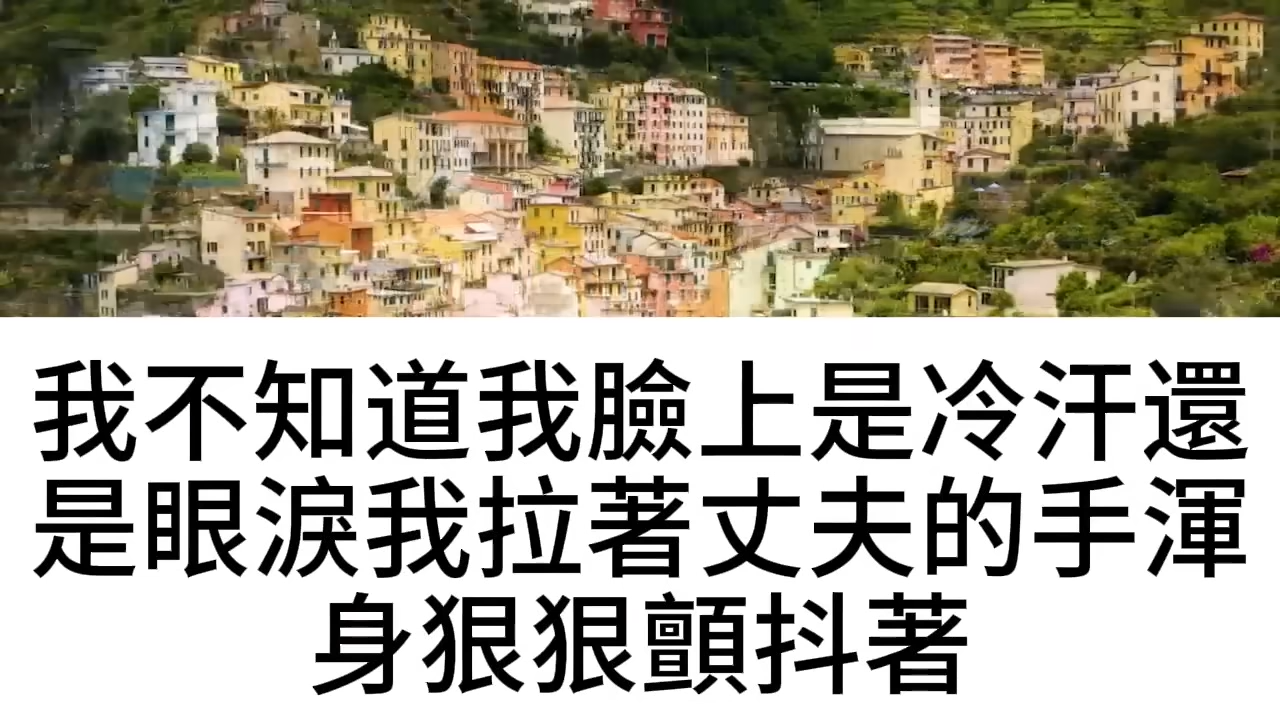 我不知道我臉上是冷汗還
是眼淚我拉著丈夫的手渾
身狠狠顫抖著